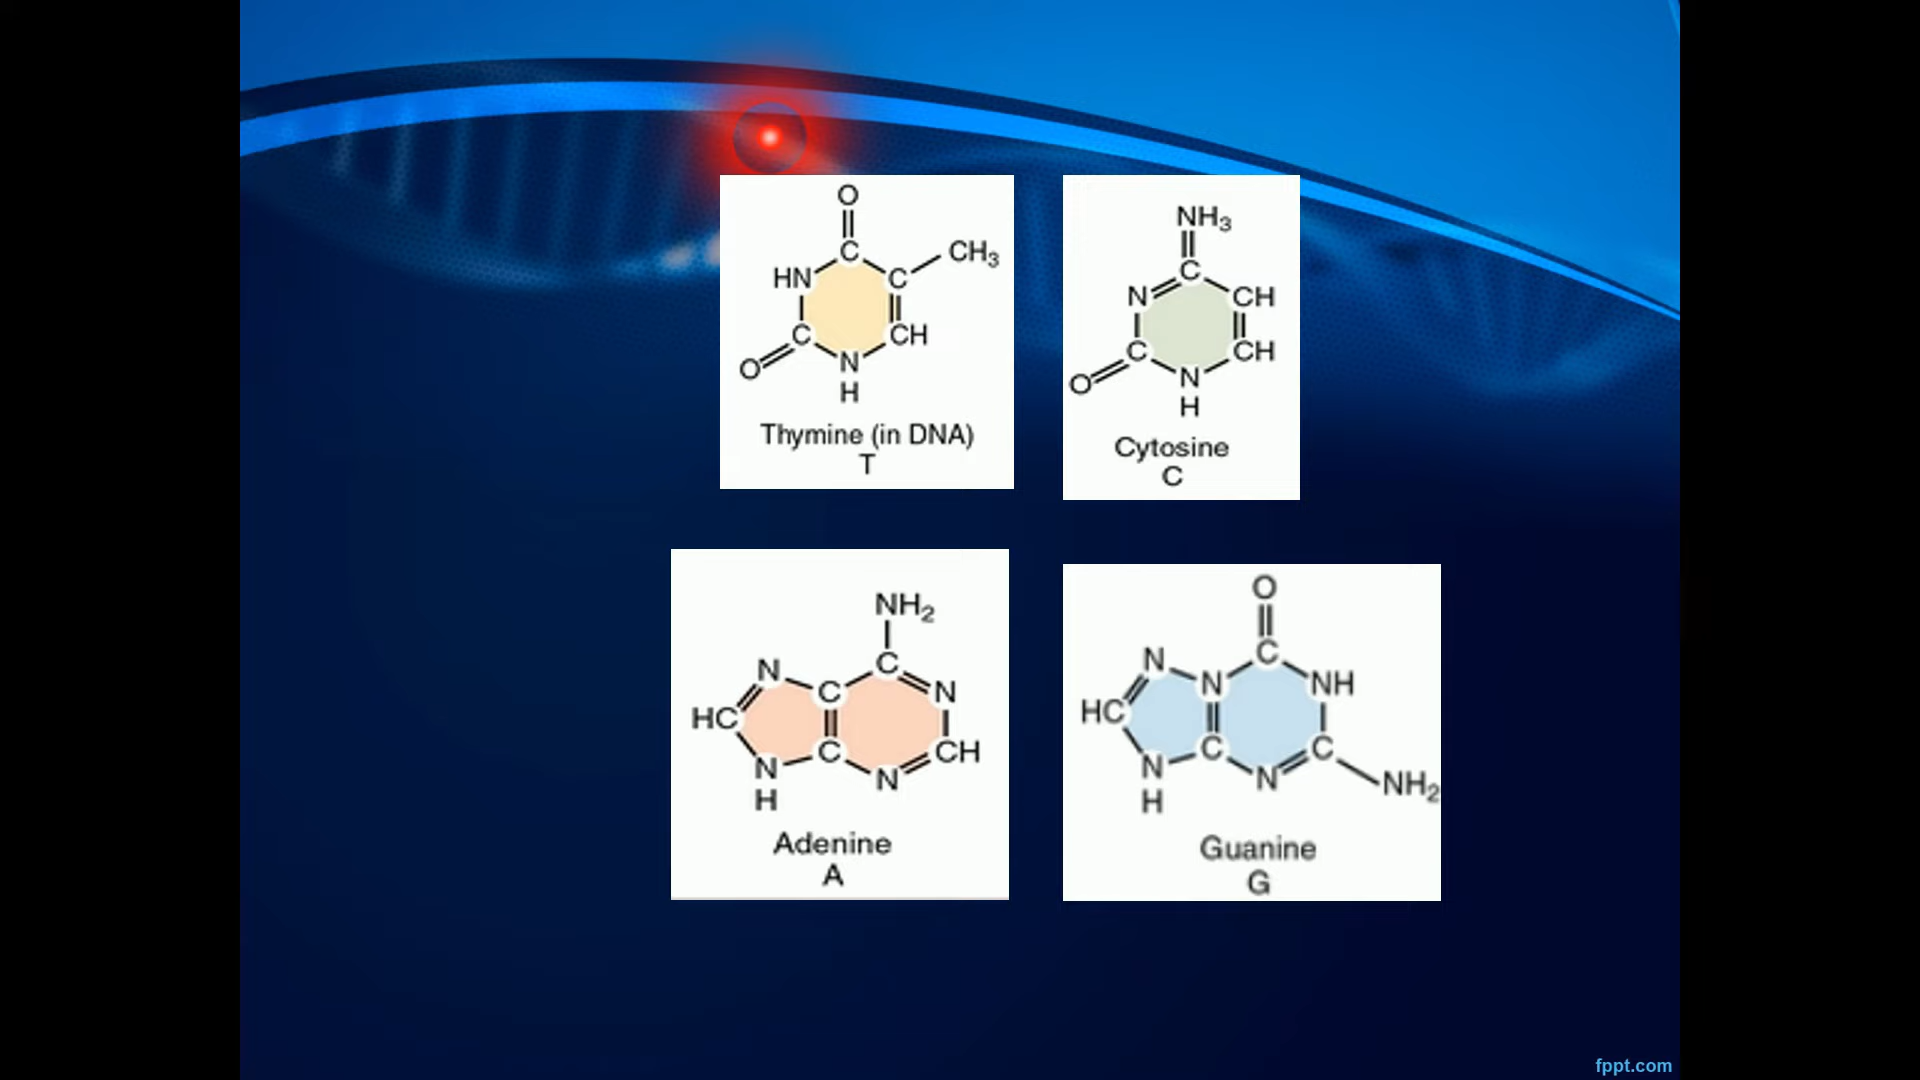 O
C
CH₃
HN
C
C
CH
O
N
H
Thymine (in DNA)
T
NH₃
C
N
CH
C
CH
O
N
H
Cytosine
C
NH₂
C
N
C
N
HC
C
CH
N
N
H
Adenine
A
O
C
N
N
NH
HC
C
C
N
N
NH₂
H
Guanine
G
fppt.com